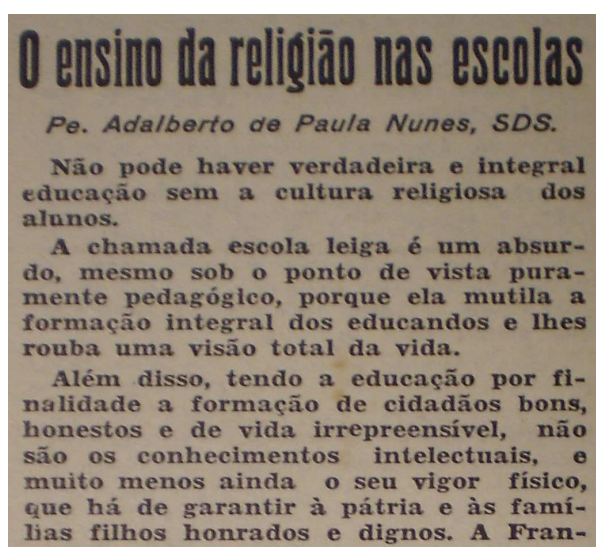 O ensino da religião nas escolas
Pe. Adalberto de Paula Nunes, SDS.
Não pode haver verdadeira e integral
educação sem a cultura religiosa dos
alunos.
A chamada escola leiga é um absur-
do, mesmo sob o ponto de vista pura-
mente pedagógico, porque ela mutila a
formação integral dos educandos e lhes
rouba uma visão total da vida.
Além disso, tendo a educação por fi-
nalidade a formação de cidadãos bons,
honestos e de vida irrepreensível, não
são os conhecimentos intelectuais, e
muito menos ainda o seu vigor físico,
que há de garantir à pátria e às famí-
lias filhos honrados e dignos. A Fran-